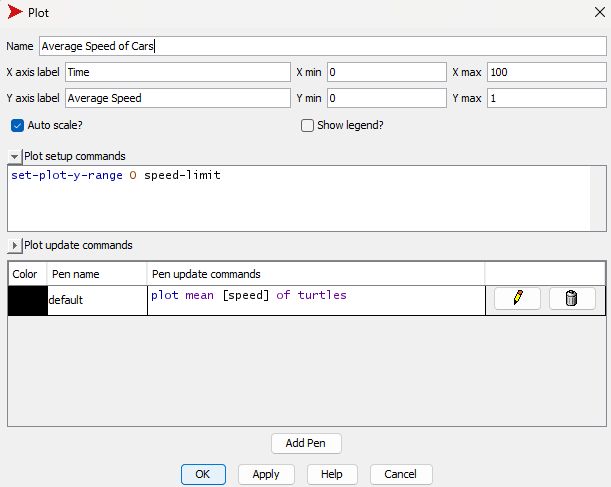 Plot
Name Average Speed of Cars
X axis label Time X min 0 X max 100
Y axis label Average Speed Y min 0 Y max 1
Auto scale? Show legend?
Plot setup commands
set-plot-y-range 0 speed-limit
Plot update commands
Color Pen name Pen update commands
default plot mean [speed] of turtles
Add Pen
OK Apply Help Cancel